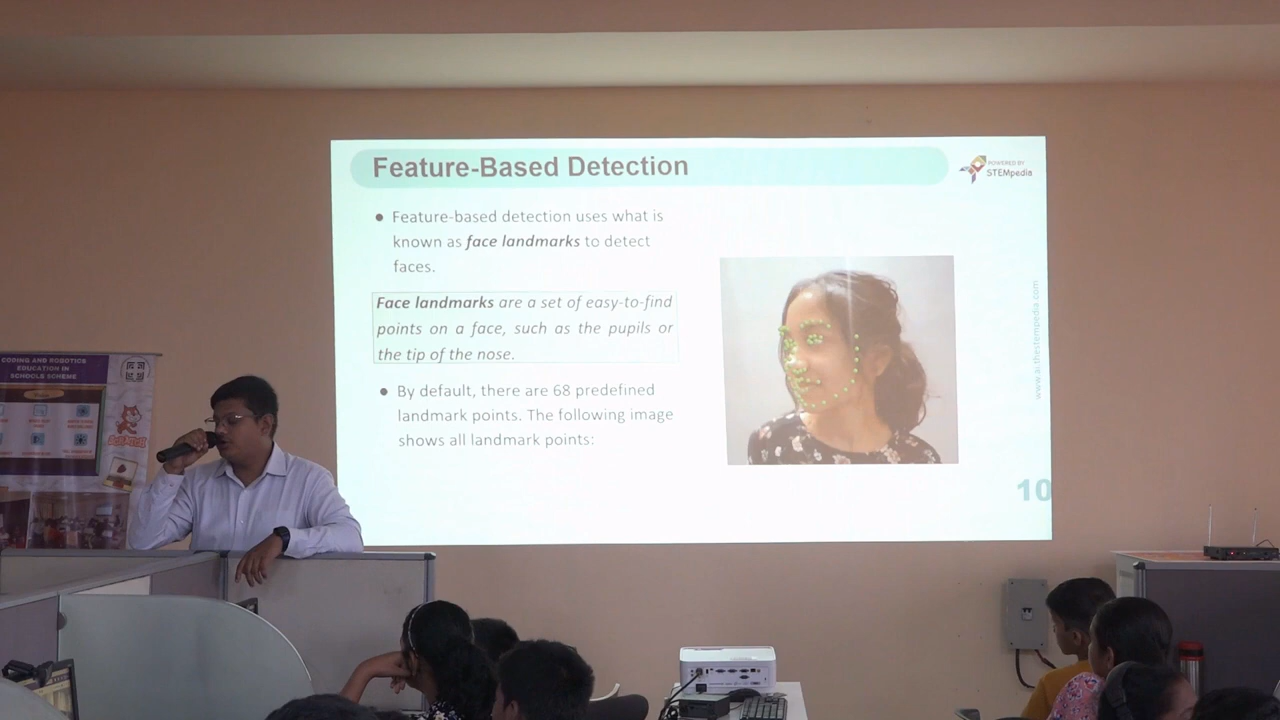 Feature-Based Detection
POWERED BY
STEMpedia
● Feature-based detection uses what is
known as face landmarks to detect
faces.
Face landmarks are a set of easy-to-find
points on a face, such as the pupils or
the tip of the nose.
● By default, there are 68 predefined
landmark points. The following image
shows all landmark points:
www.ai.thestempedia.com
10
CODING AND ROBOTICS
EDUCATION IN
SCHOOLS SCHEME